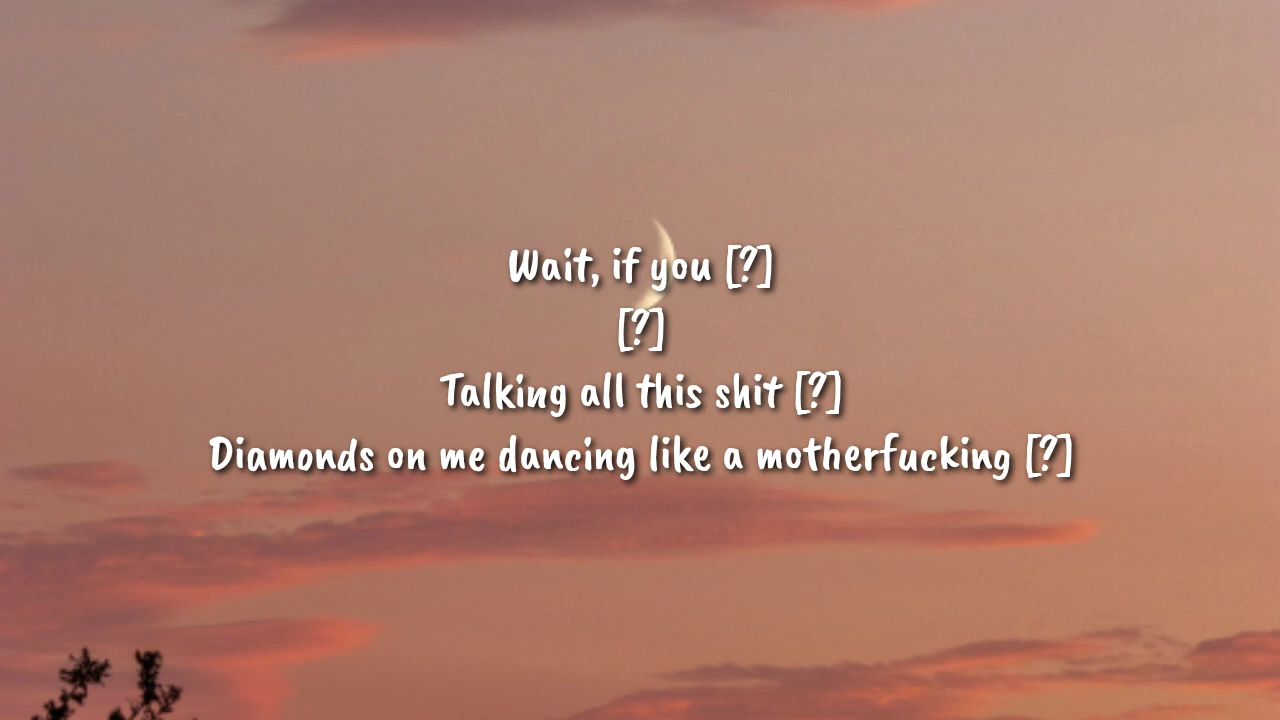 Wait, if you [?]
[?]
Talking all this shit [?]
Diamonds on me dancing like a motherfucking [?]